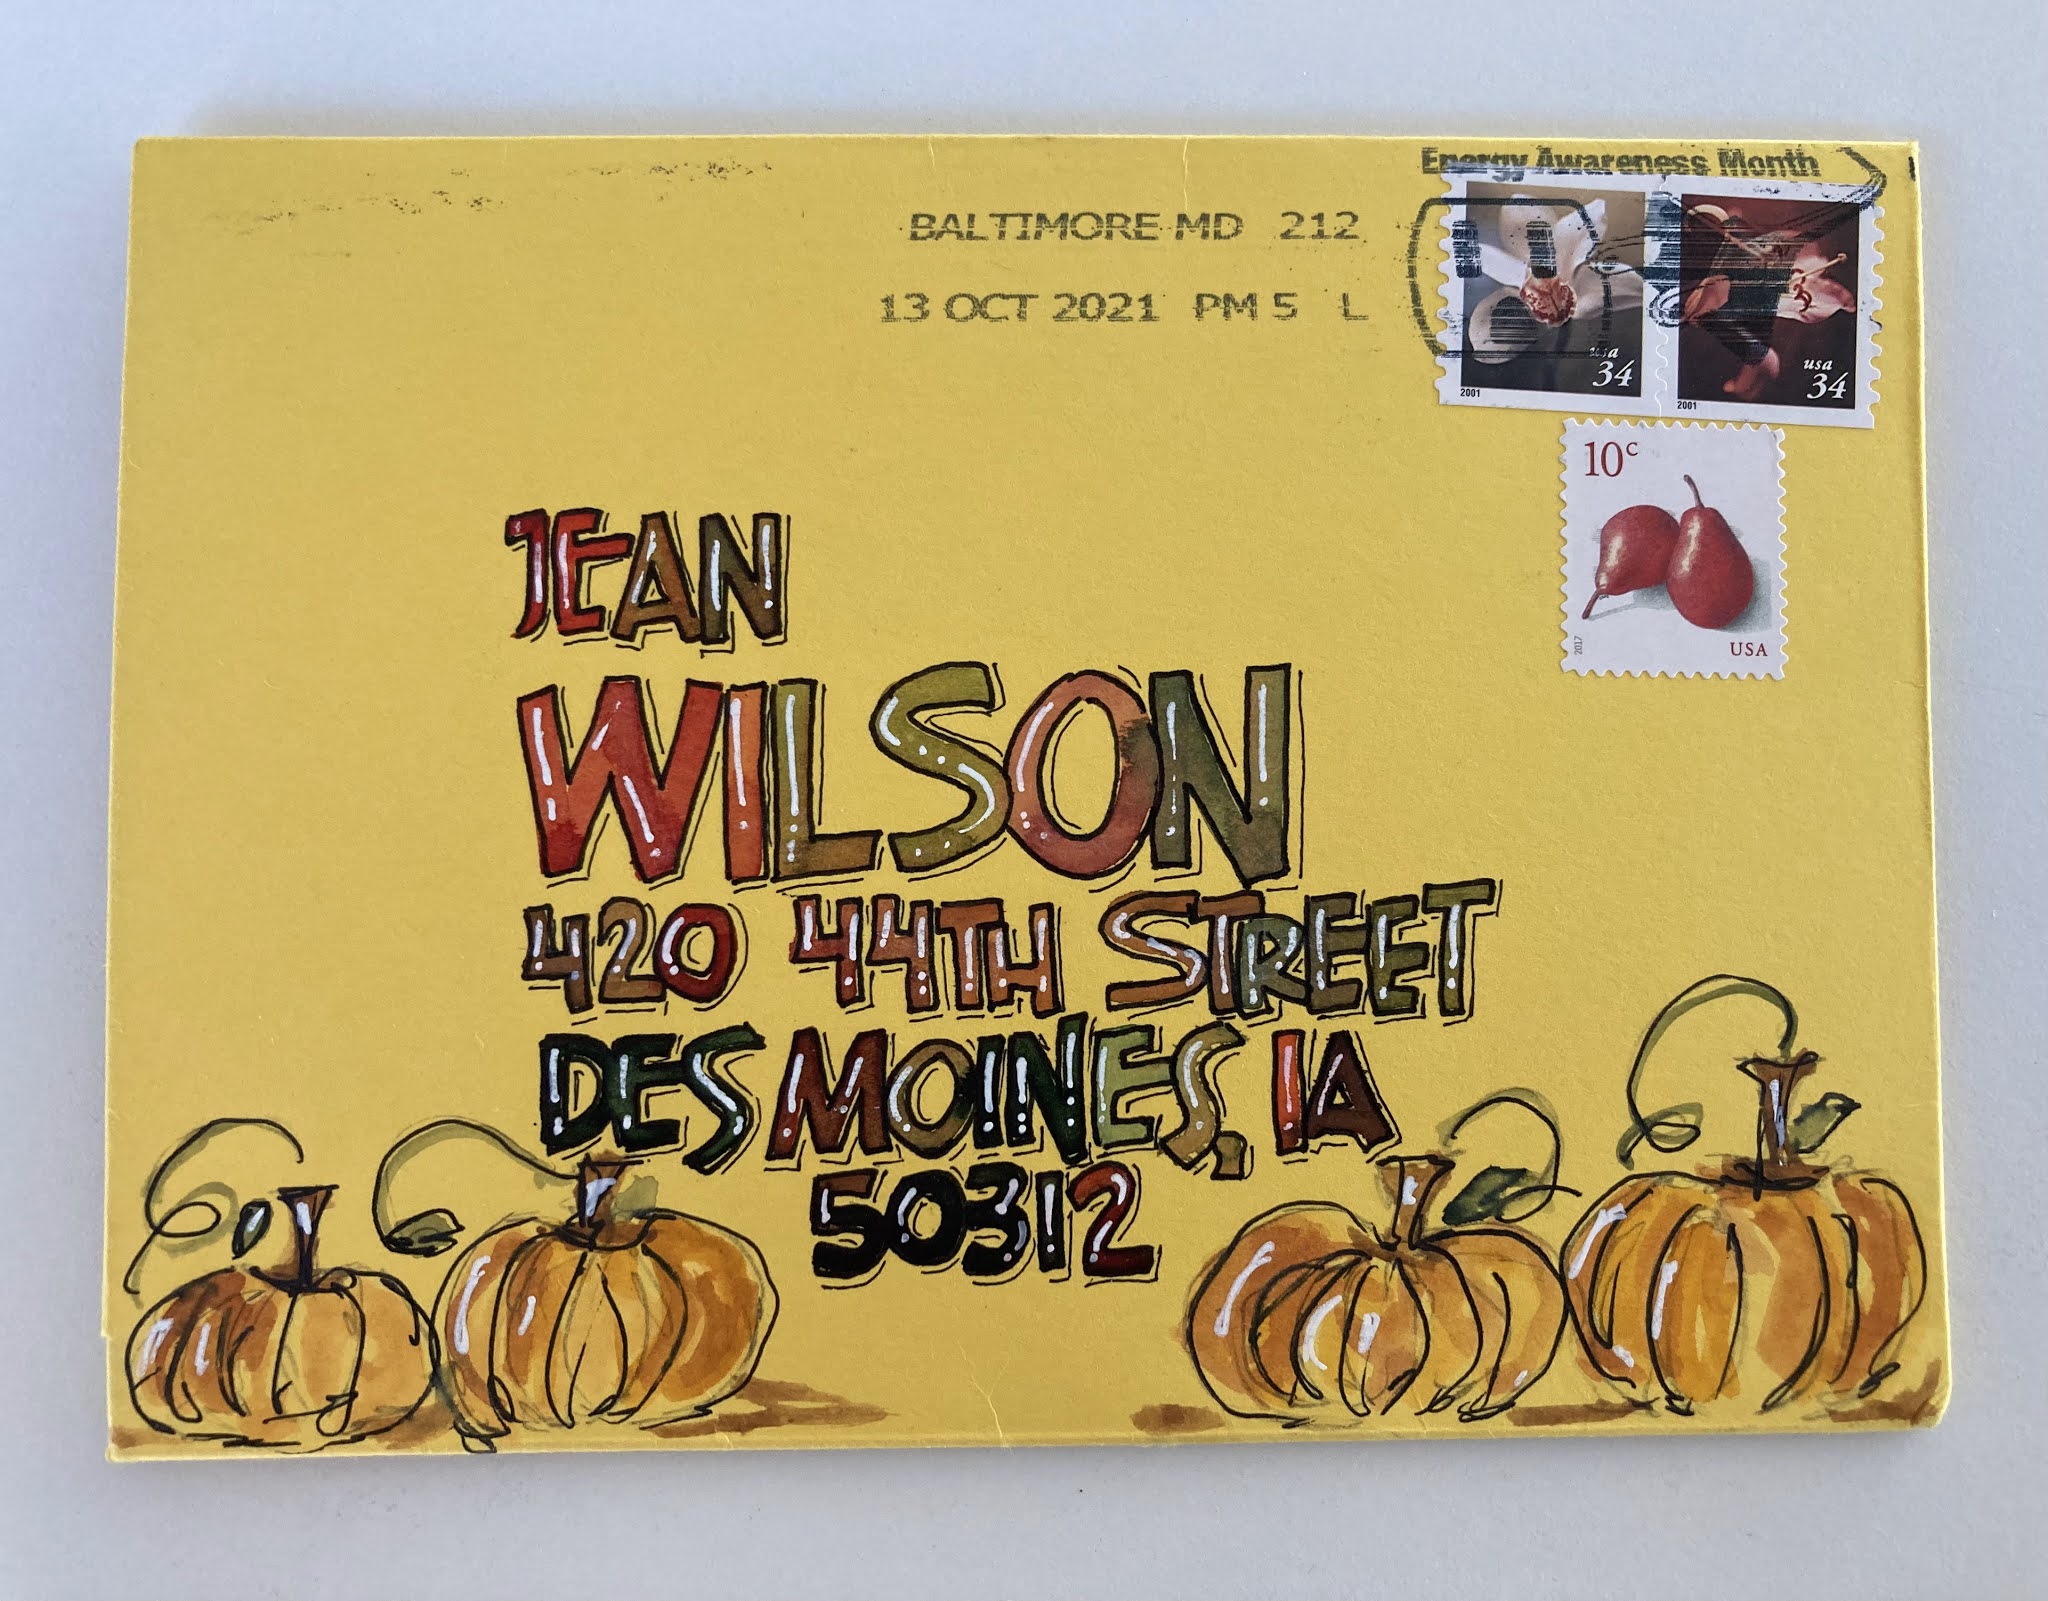 Energy Awareness Month
BALTIMORE MD 212
13 OCT 2021 PM 5 L
usa
34
2001
usa
34
2001
10c
2017
USA
JEAN
WILSON
420 44TH STREET
DES MOINES, IA
50312